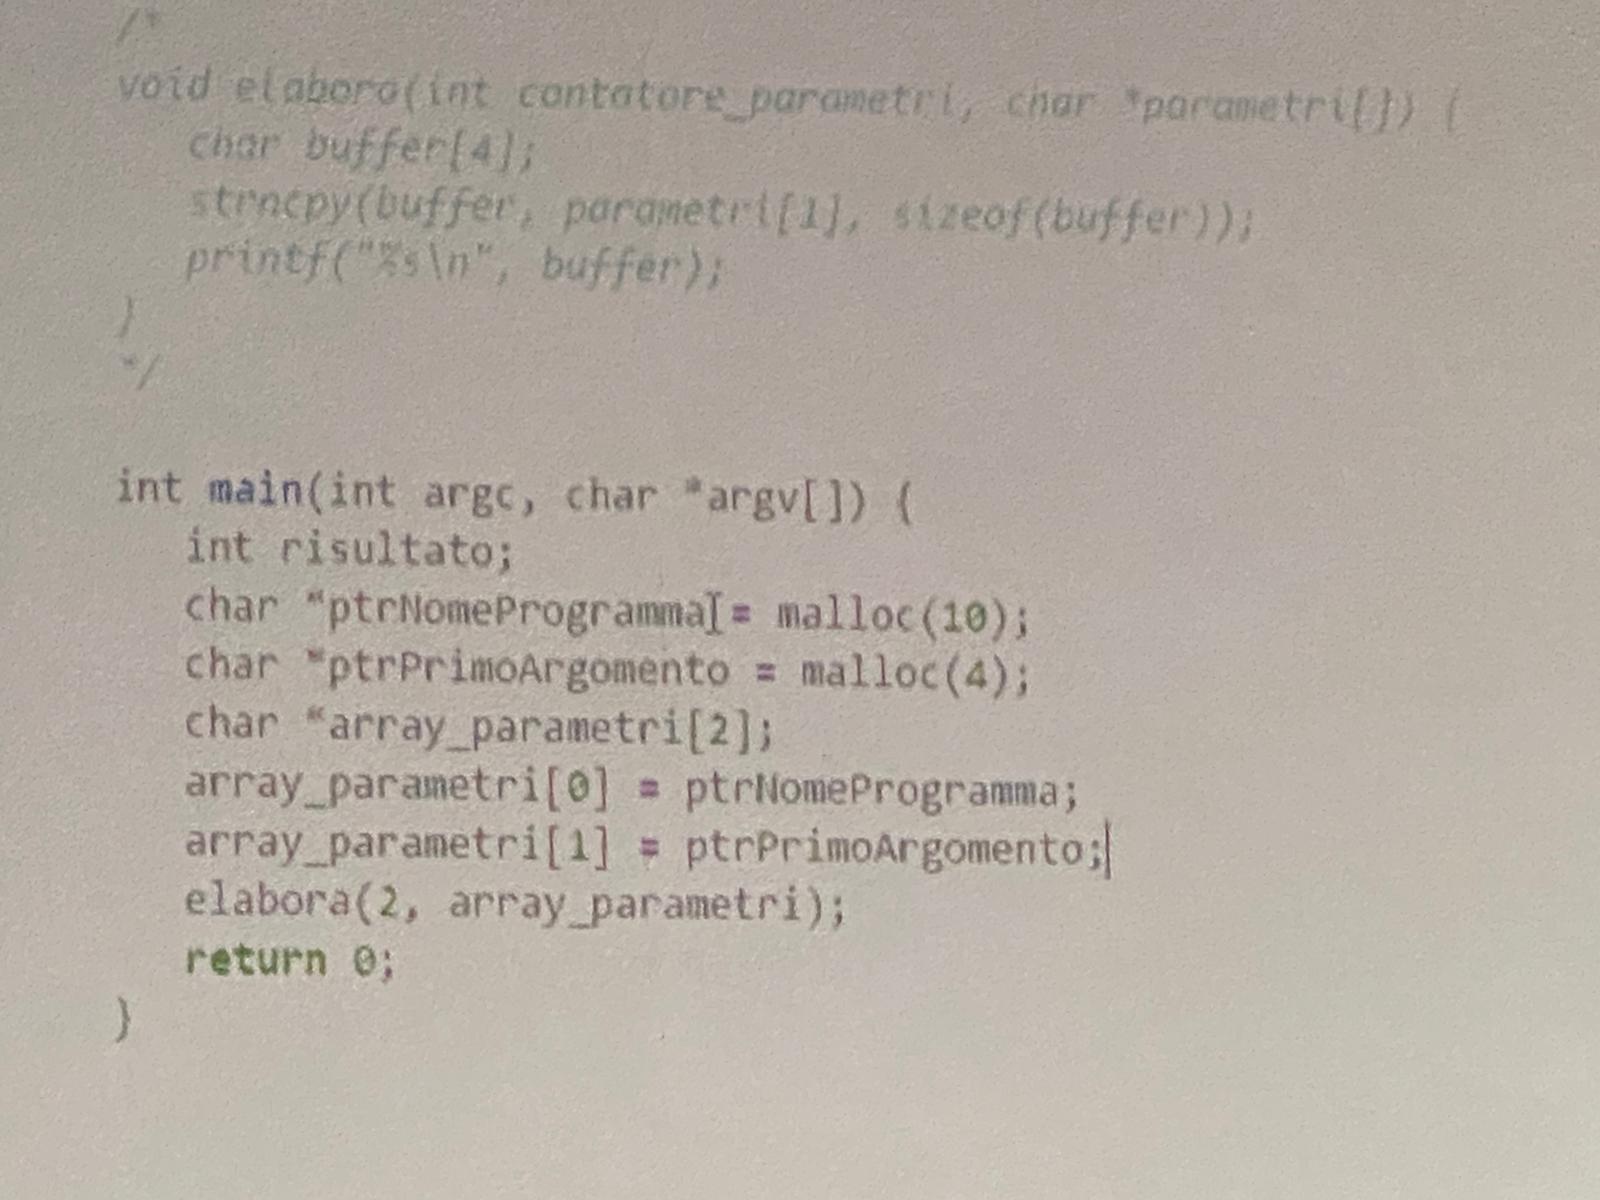 /*
void elabora(int contatore_parametri, char *parametri[]) {
char buffer[4];
strncpy(buffer, parametri[1], sizeof(buffer));
printf("%s\n", buffer);
}
*/
int main(int argc, char *argv[]) {
int risultato;
char *ptrNomeProgramma = malloc(10);
char *ptrPrimoArgomento = malloc(4);
char *array_parametri[2];
array_parametri[0] = ptrNomeProgramma;
array_parametri[1] = ptrPrimoArgomento;
elabora(2, array_parametri);
return 0;
}